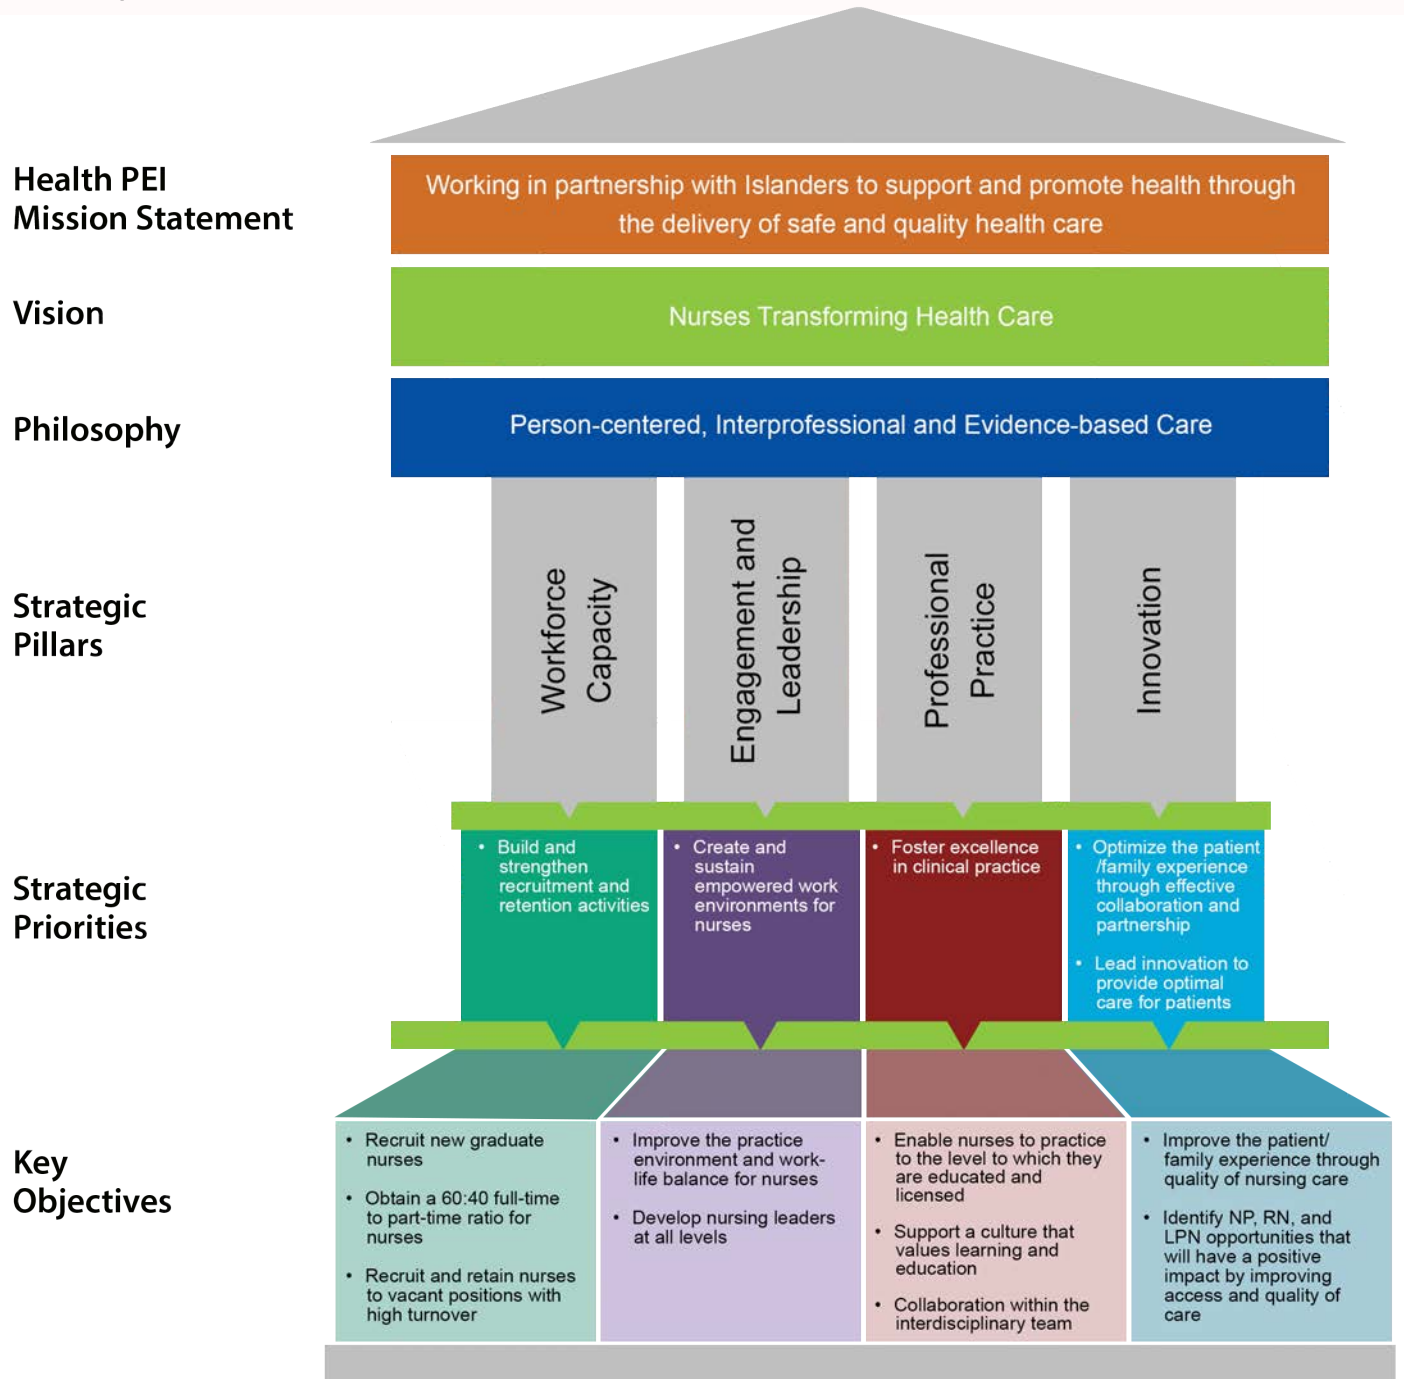 Health PEI
Mission Statement
Working in partnership with Islanders to support and promote health through
the delivery of safe and quality health care
Vision
Nurses Transforming Health Care
Philosophy
Person-centered, Interprofessional and Evidence-based Care
Strategic
Pillars
Workforce
Capacity
Engagement and
Leadership
Professional
Practice
Innovation
Strategic
Priorities
• Build and
strengthen
recruitment and
retention activities
• Create and
sustain
empowered work
environments for
nurses
• Foster excellence
in clinical practice
• Optimize the patient
/family experience
through effective
collaboration and
partnership
• Lead innovation to
provide optimal
care for patients
Key
Objectives
• Recruit new graduate
nurses
• Obtain a 60:40 full-time
to part-time ratio for
nurses
• Recruit and retain nurses
to vacant positions with
high turnover
• Improve the practice
environment and work-
life balance for nurses
• Develop nursing leaders
at all levels
• Enable nurses to practice
to the level to which they
are educated and
licensed
• Support a culture that
values learning and
education
• Collaboration within the
interdisciplinary team
• Improve the patient/
family experience through
quality of nursing care
• Identify NP, RN, and
LPN opportunities that
will have a positive
impact by improving
access and quality of
care